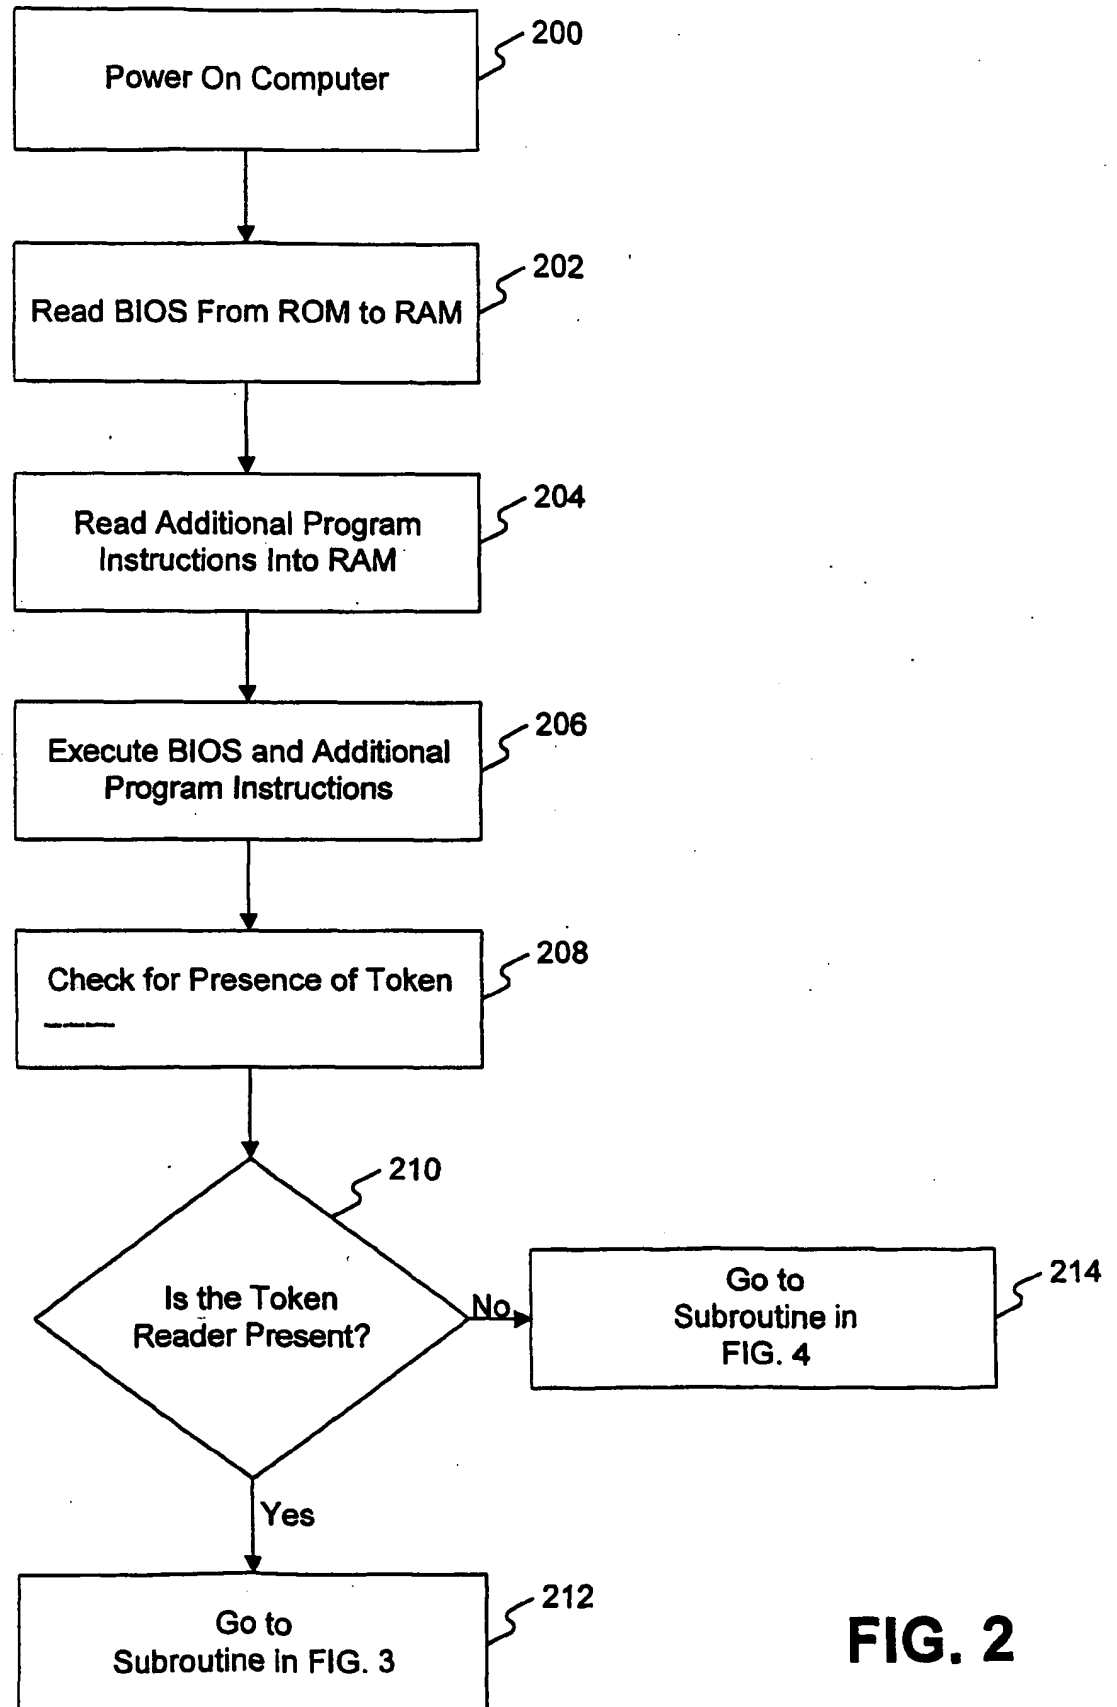 200
Power On Computer
202
Read BIOS From ROM to RAM
204
Read Additional Program
Instructions Into RAM
206
Execute BIOS and Additional
Program Instructions
208
Check for Presence of Token
210
Is the Token
Reader Present?
No
Go to
Subroutine in
FIG. 4
214
Yes
212
Go to
Subroutine in FIG. 3
FIG. 2